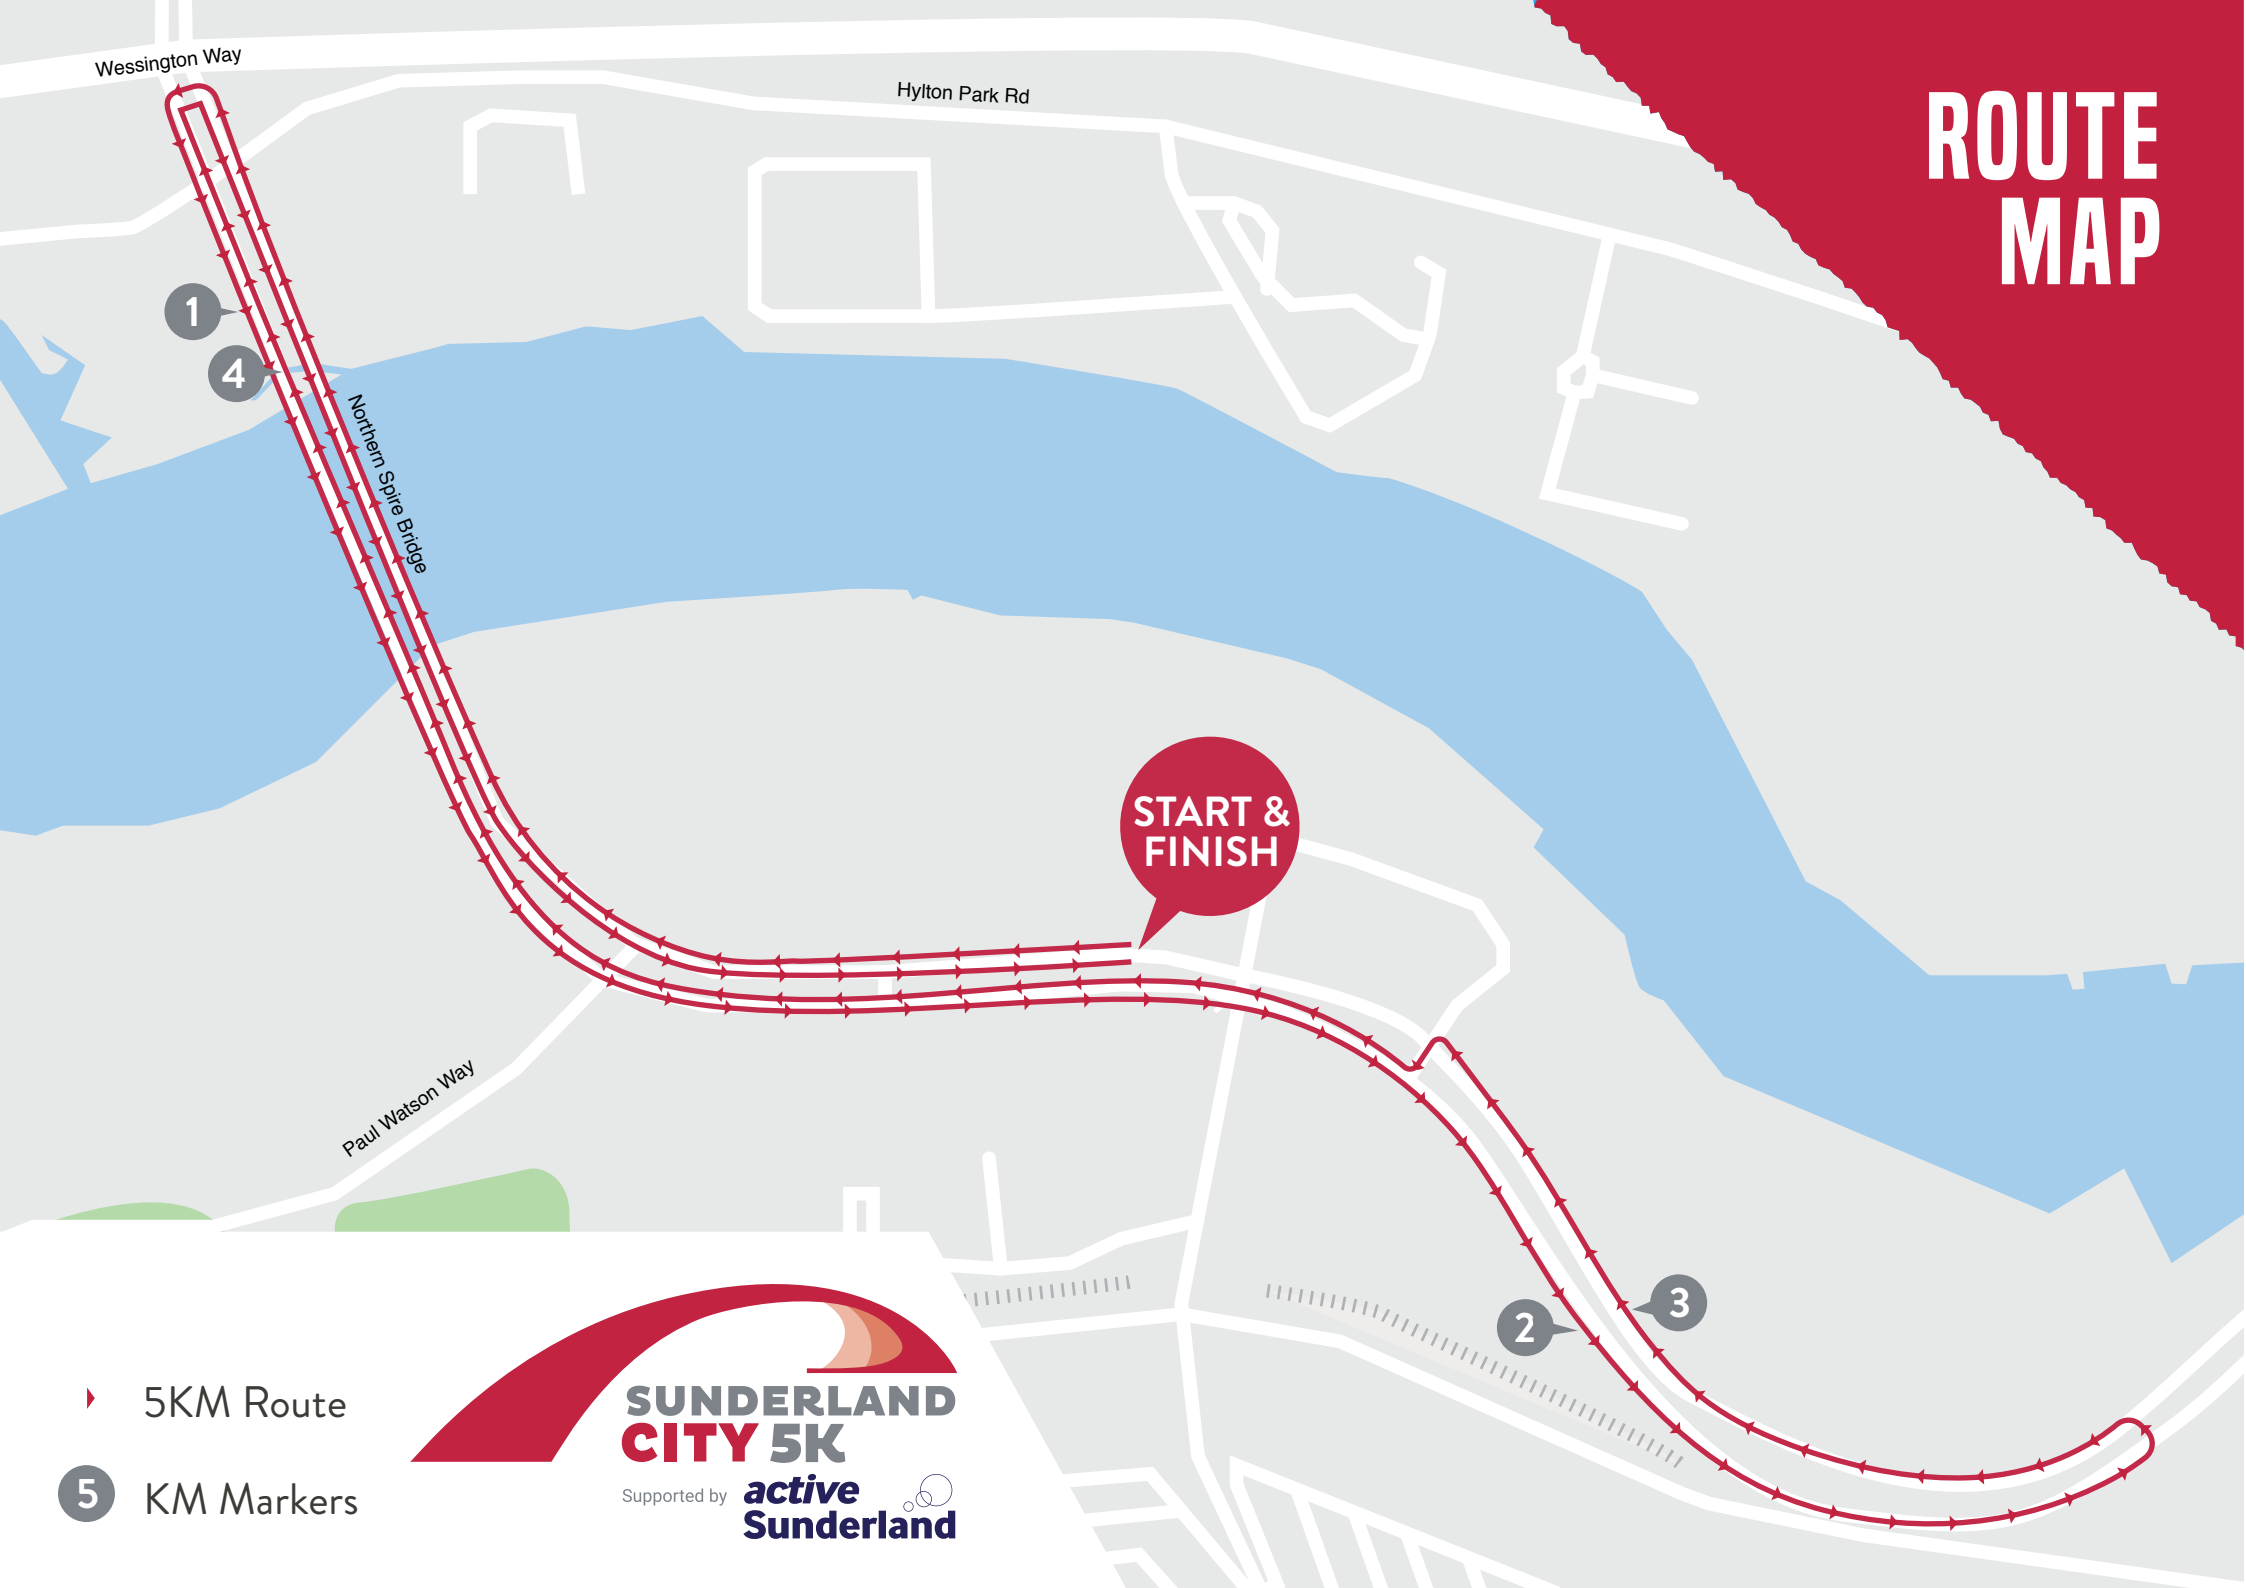 Wessington Way
Hylton Park Rd
ROUTE
MAP
1
4
Northern Spire Bridge
START &
FINISH
Paul Watson Way
3
2
5KM Route
5
KM Markers
SUNDERLAND
CITY 5K
Supported by
active
Sunderland